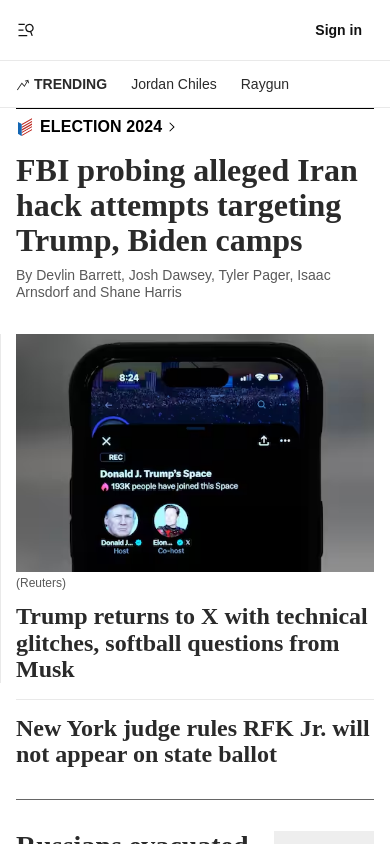 Sign in
TRENDING Jordan Chiles Raygun
ELECTION 2024
FBI probing alleged Iran
hack attempts targeting
Trump, Biden camps
By Devlin Barrett, Josh Dawsey, Tyler Pager, Isaac
Arnsdorf and Shane Harris
8:24
REC
Donald J. Trump's Space
193K people have joined this Space
Donald J... Elon... X
Host Co-host
(Reuters)
Trump returns to X with technical
glitches, softball questions from
Musk
New York judge rules RFK Jr. will
not appear on state ballot
Russians evacuated